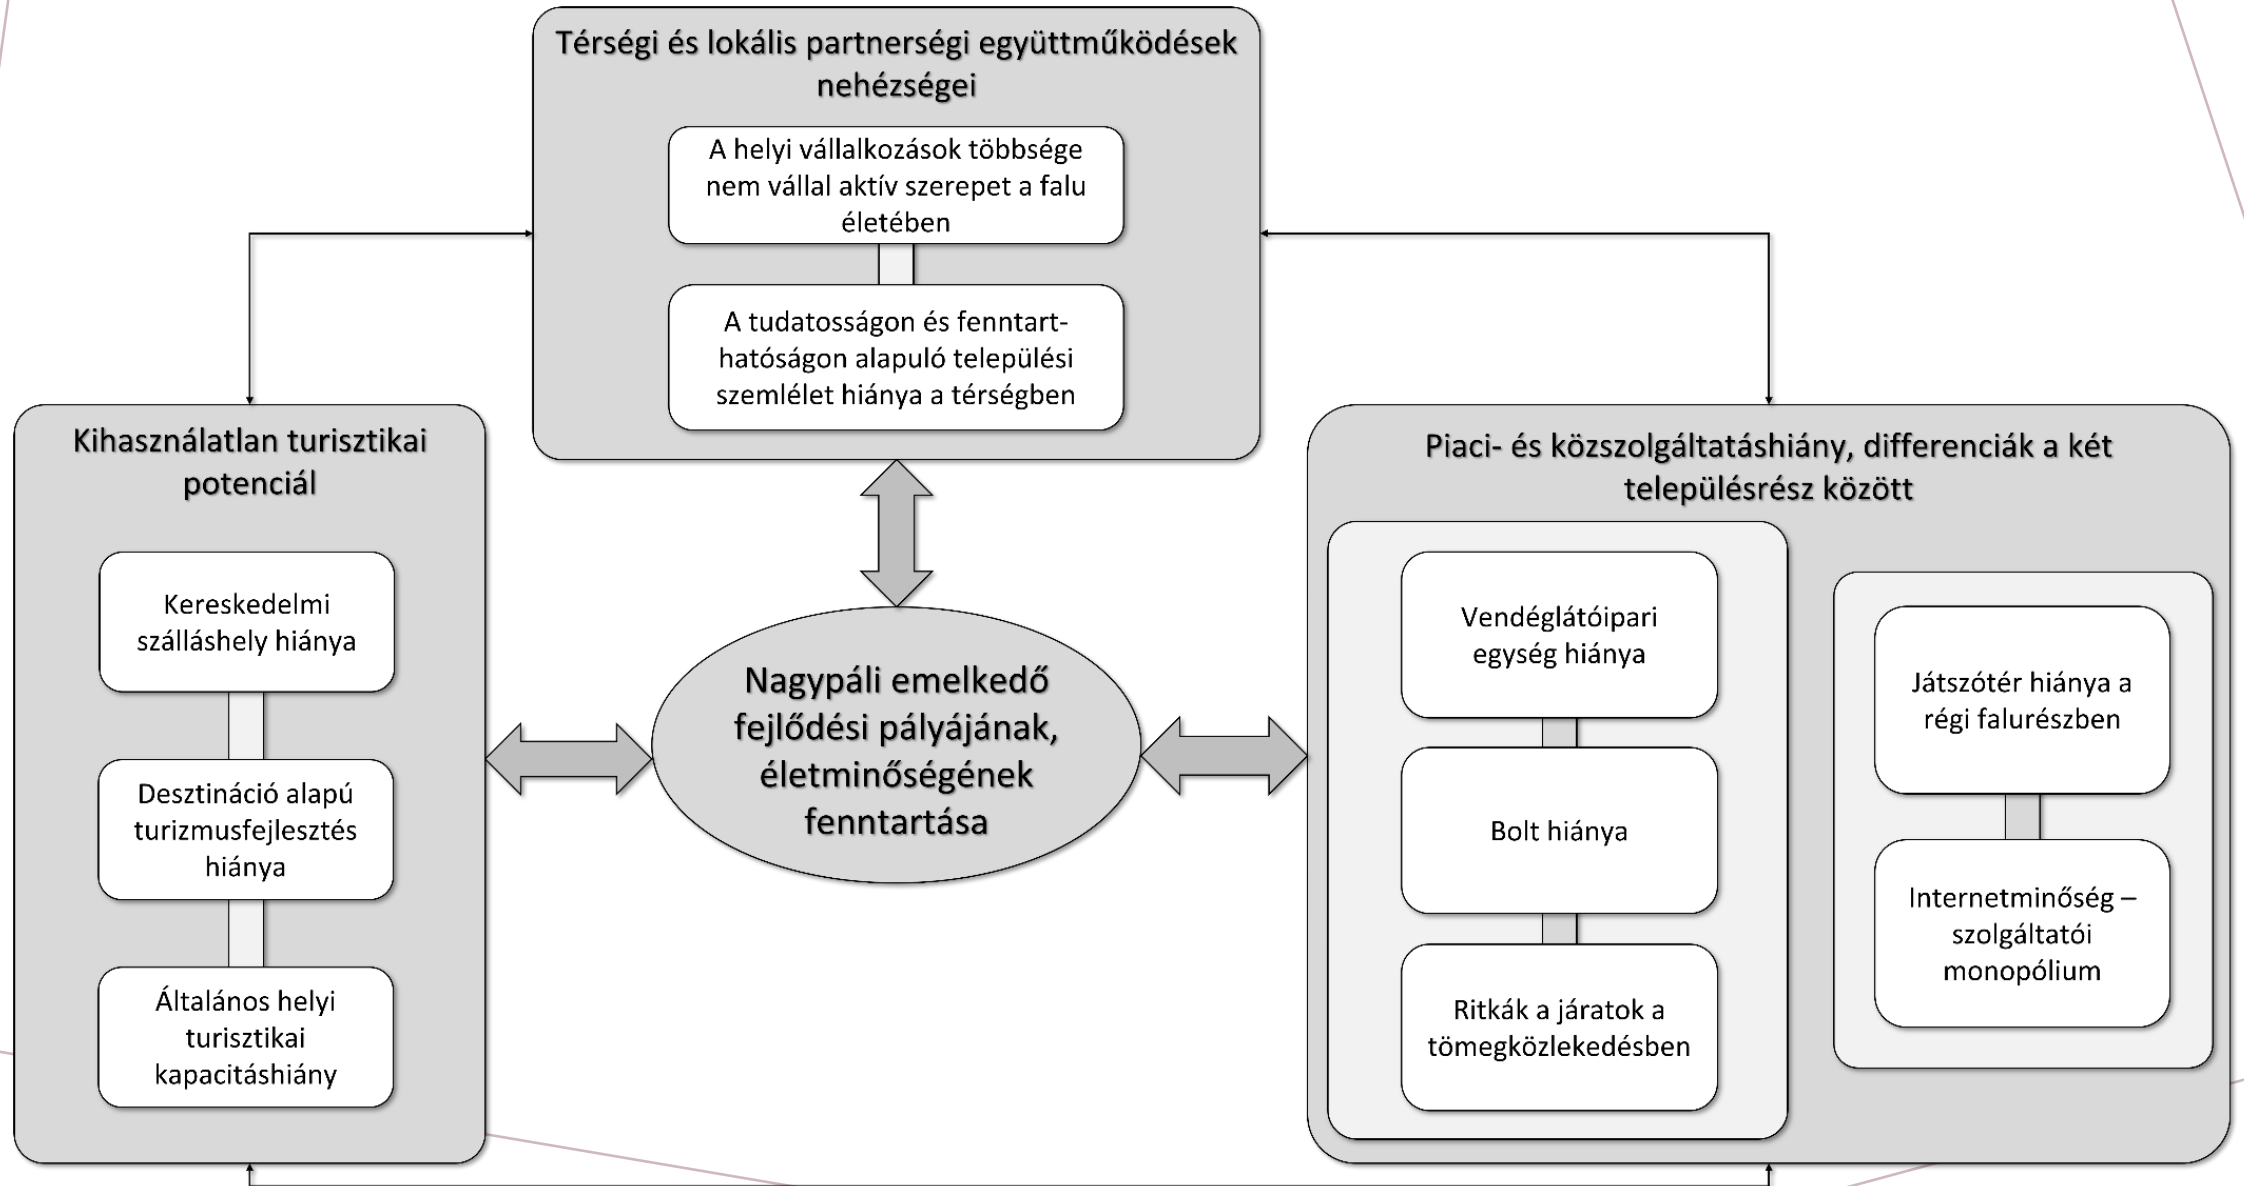 Térségi és lokális partnerségi együttműködések
nehézségei
A helyi vállalkozások többsége
nem vállal aktív szerepet a falu
életében
A tudatosságon és fenntart-
hatóságon alapuló települési
szemlélet hiánya a térségben
Kihasználatlan turisztikai
potenciál
Kereskedelmi
szálláshely hiánya
Desztináció alapú
turizmusfejlesztés
hiánya
Általános helyi
turisztikai
kapacitáshiány
Nagypáli emelkedő
fejlődési pályájának,
életminőségének
fenntartása
Piaci- és közszolgáltatáshiány, differenciák a két
településrész között
Vendéglátóipari
egység hiánya
Bolt hiánya
Ritkák a járatok a
tömegközlekedésben
Játszótér hiánya a
régi falurészben
Internetminőség –
szolgáltatói
monopólium